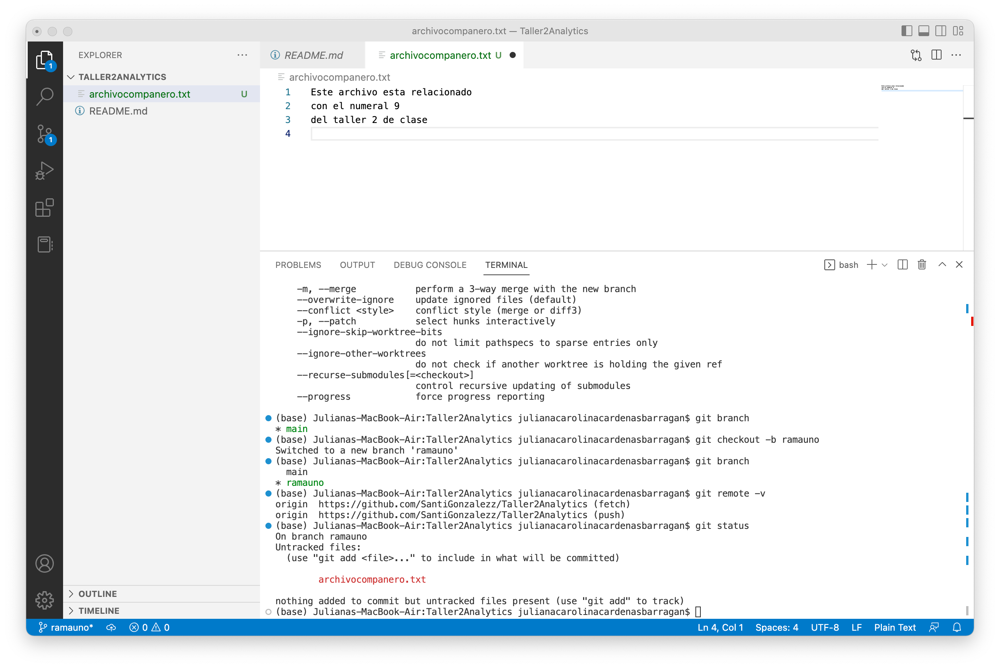 archivocompanero.txt — Taller2Analytics
EXPLORER
TALLER2ANALYTICS
archivocompanero.txt U
README.md
OUTLINE
TIMELINE
1
1
README.md
archivocompanero.txt U
archivocompanero.txt
1 Este archivo esta relacionado
2 con el numeral 9
3 del taller 2 de clase
4
PROBLEMS OUTPUT DEBUG CONSOLE TERMINAL
bash
-m, --merge perform a 3-way merge with the new branch
--overwrite-ignore update ignored files (default)
--conflict <style> conflict style (merge or diff3)
-p, --patch select hunks interactively
--ignore-skip-worktree-bits
do not limit pathspecs to sparse entries only
--ignore-other-worktrees
do not check if another worktree is holding the given ref
--recurse-submodules[=<checkout>]
control recursive updating of submodules
--progress force progress reporting
(base) Julianas-MacBook-Air:Taller2Analytics julianacarolinacardenasbarragan$ git branch
* main
(base) Julianas-MacBook-Air:Taller2Analytics julianacarolinacardenasbarragan$ git checkout -b ramauno
Switched to a new branch 'ramauno'
(base) Julianas-MacBook-Air:Taller2Analytics julianacarolinacardenasbarragan$ git branch
main
* ramauno
(base) Julianas-MacBook-Air:Taller2Analytics julianacarolinacardenasbarragan$ git remote -v
origin https://github.com/SantiGonzalezz/Taller2Analytics (fetch)
origin https://github.com/SantiGonzalezz/Taller2Analytics (push)
(base) Julianas-MacBook-Air:Taller2Analytics julianacarolinacardenasbarragan$ git status
On branch ramauno
Untracked files:
(use "git add <file>..." to include in what will be committed)
archivocompanero.txt
nothing added to commit but untracked files present (use "git add" to track)
(base) Julianas-MacBook-Air:Taller2Analytics julianacarolinacardenasbarragan$
ramauno* 0 0 Ln 4, Col 1 Spaces: 4 UTF-8 LF Plain Text